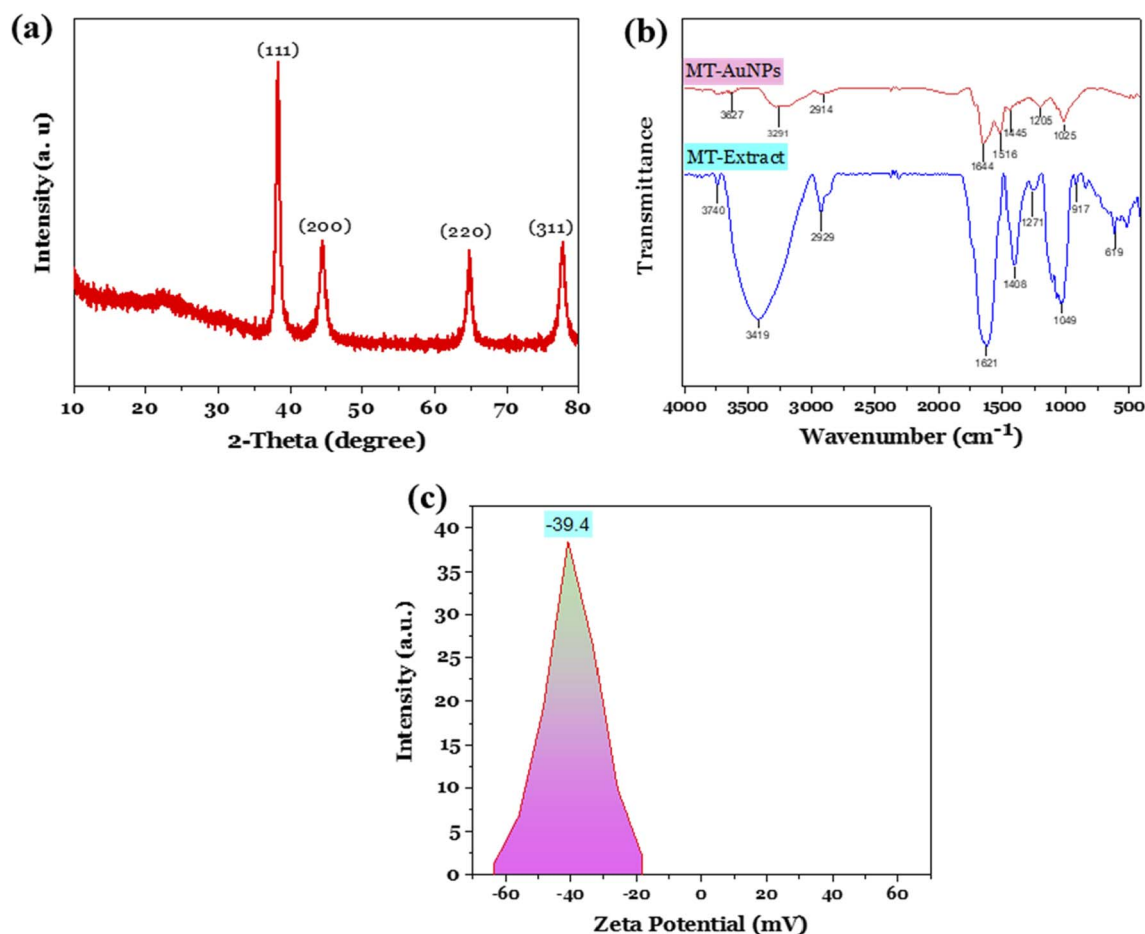 (a)
(111)
(200)
(220)
(311)
Intensity (a. u)
10 20 30 40 50 60 70 80
2-Theta (degree)
(b)
MT-AuNPs
3627
3291
2914
1644
1516
1445
1205
1025
MT-Extract
3740
3419
2929
1621
1408
1271
1049
917
619
Transmittance
4000 3500 3000 2500 2000 1500 1000 500
Wavenumber (cm⁻¹)
(c)
-39.4
40
35
30
25
20
15
10
5
0
Intensity (a.u.)
-60 -40 -20 0 20 40 60
Zeta Potential (mV)